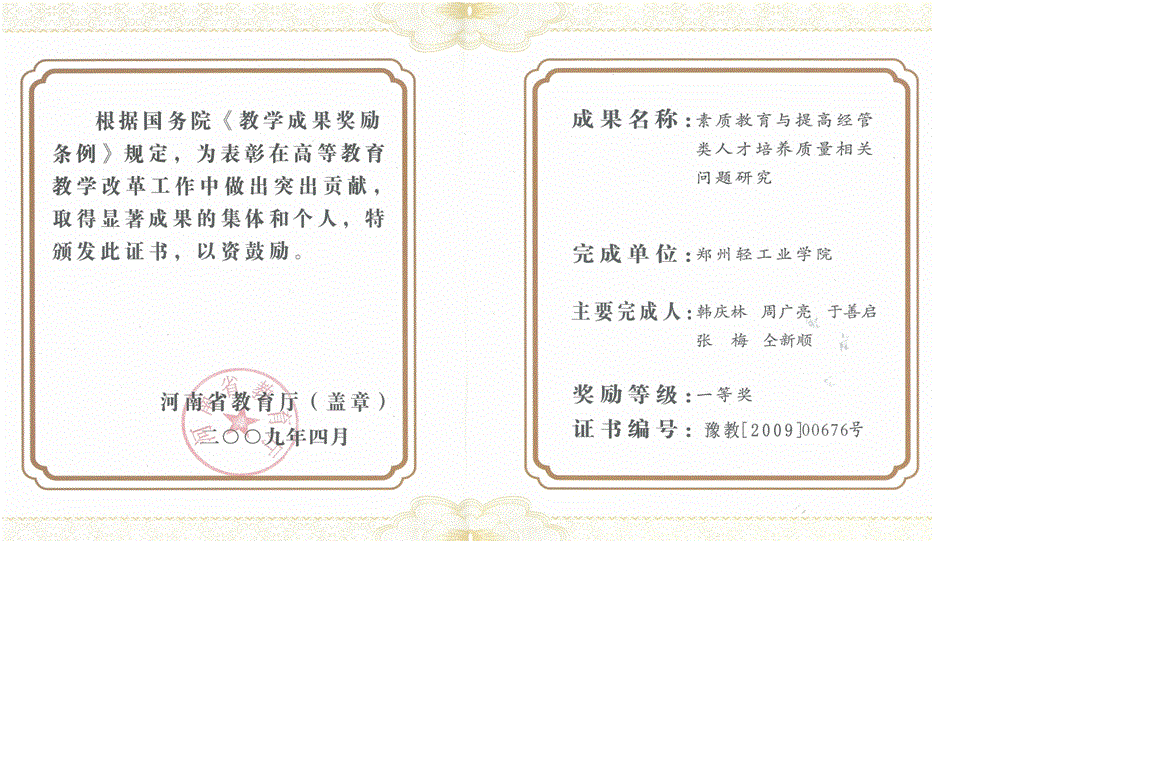 根据国务院《教学成果奖励
条例》规定，为表彰在高等教育
教学改革工作中做出突出贡献，
取得显著成果的集体和个人，特
颁发此证书，以资鼓励。
河南省教育厅（盖章）
二〇〇九年四月
河南省教育厅
成果名称：素质教育与提高经管
类人才培养质量相关
问题研究
完成单位：郑州轻工业学院
主要完成人：韩庆林 周广亮 于善启
张 梅 仝新顺
奖励等级：一等奖
证书编号：豫教[2009]00676号